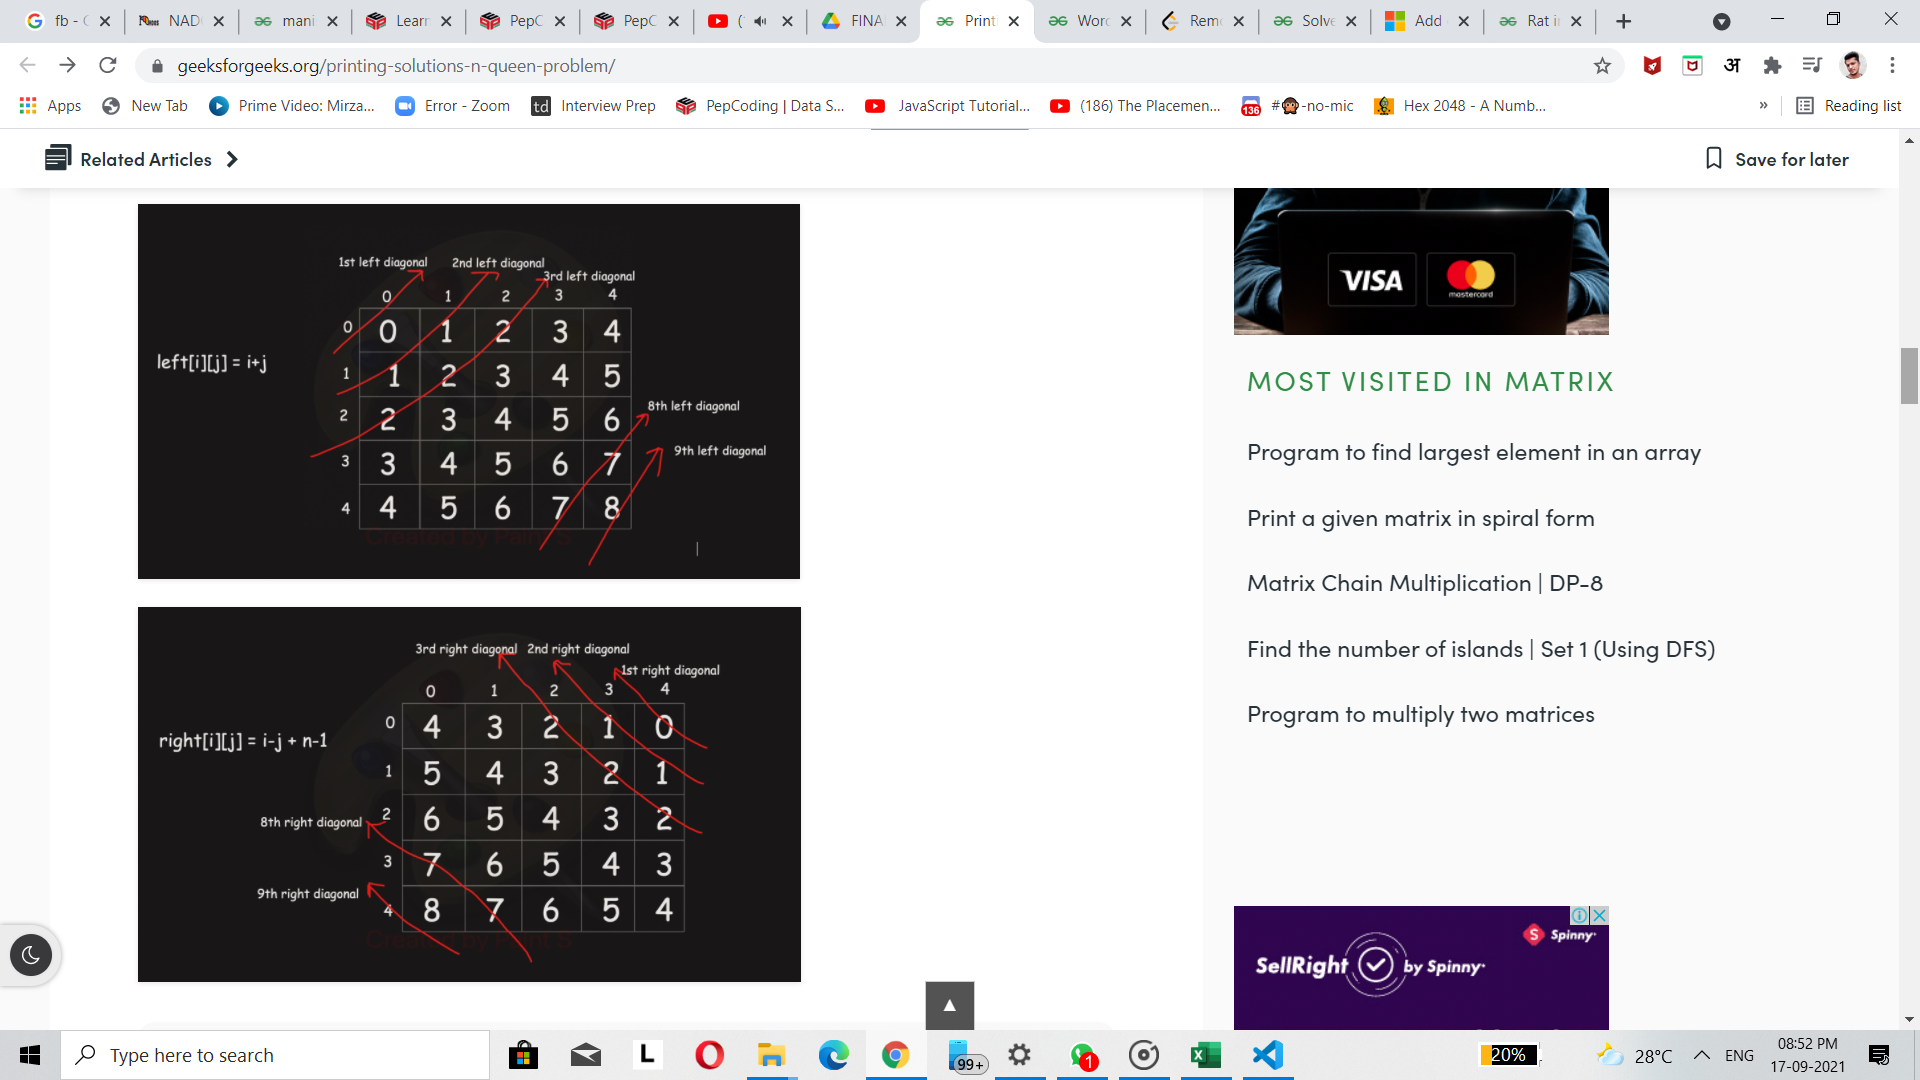 fb - G
NAD
mani
Learn
PepC
PepC
FINA
Print
Word
Remo
Solve
Add
Rat in
geeksforgeeks.org/printing-solutions-n-queen-problem/
Apps
New Tab
Prime Video: Mirza...
Error - Zoom
td
Interview Prep
PepCoding | Data S...
JavaScript Tutorial...
(186) The Placemen...
136
#🙊-no-mic
Hex 2048 - A Numb...
»
Reading list
Related Articles
Save for later
1st left diagonal
2nd left diagonal
3rd left diagonal
0 1 2 3 4
0 0 1 2 3 4
left[i][j] = i+j
1 1 2 3 4 5
2 2 3 4 5 6
8th left diagonal
3 3 4 5 6 7
9th left diagonal
4 4 5 6 7 8
3rd right diagonal
2nd right diagonal
1st right diagonal
0 1 2 3 4
0 4 3 2 1 0
right[i][j] = i-j + n-1
1 5 4 3 2 1
2 6 5 4 3 2
8th right diagonal
3 7 6 5 4 3
9th right diagonal
4 8 7 6 5 4
VISA
mastercard
MOST VISITED IN MATRIX
Program to find largest element in an array
Print a given matrix in spiral form
Matrix Chain Multiplication | DP-8
Find the number of islands | Set 1 (Using DFS)
Program to multiply two matrices
Spinny
SellRight by Spinny
Type here to search
L
99+
1
20%
28°C
ENG
08:52 PM
17-09-2021